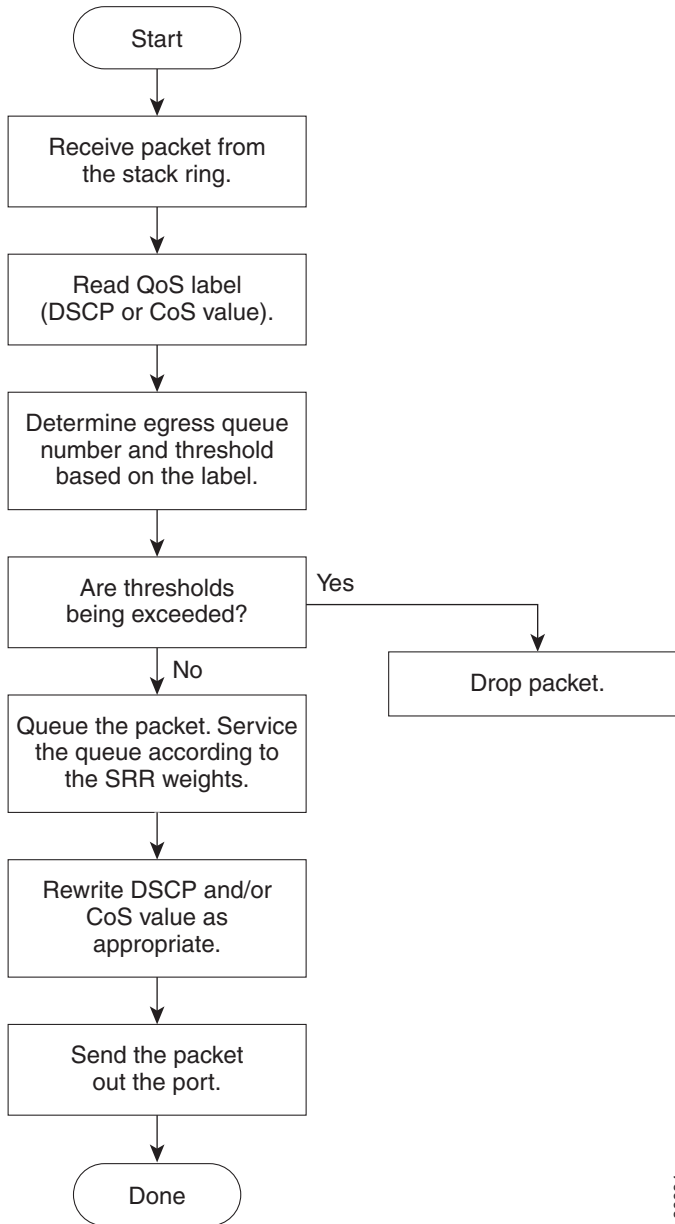 Start
Receive packet from
the stack ring.
Read QoS label
(DSCP or CoS value).
Determine egress queue
number and threshold
based on the label.
Are thresholds
being exceeded?
Yes
No
Drop packet.
Queue the packet. Service
the queue according to
the SRR weights.
Rewrite DSCP and/or
CoS value as
appropriate.
Send the packet
out the port.
Done